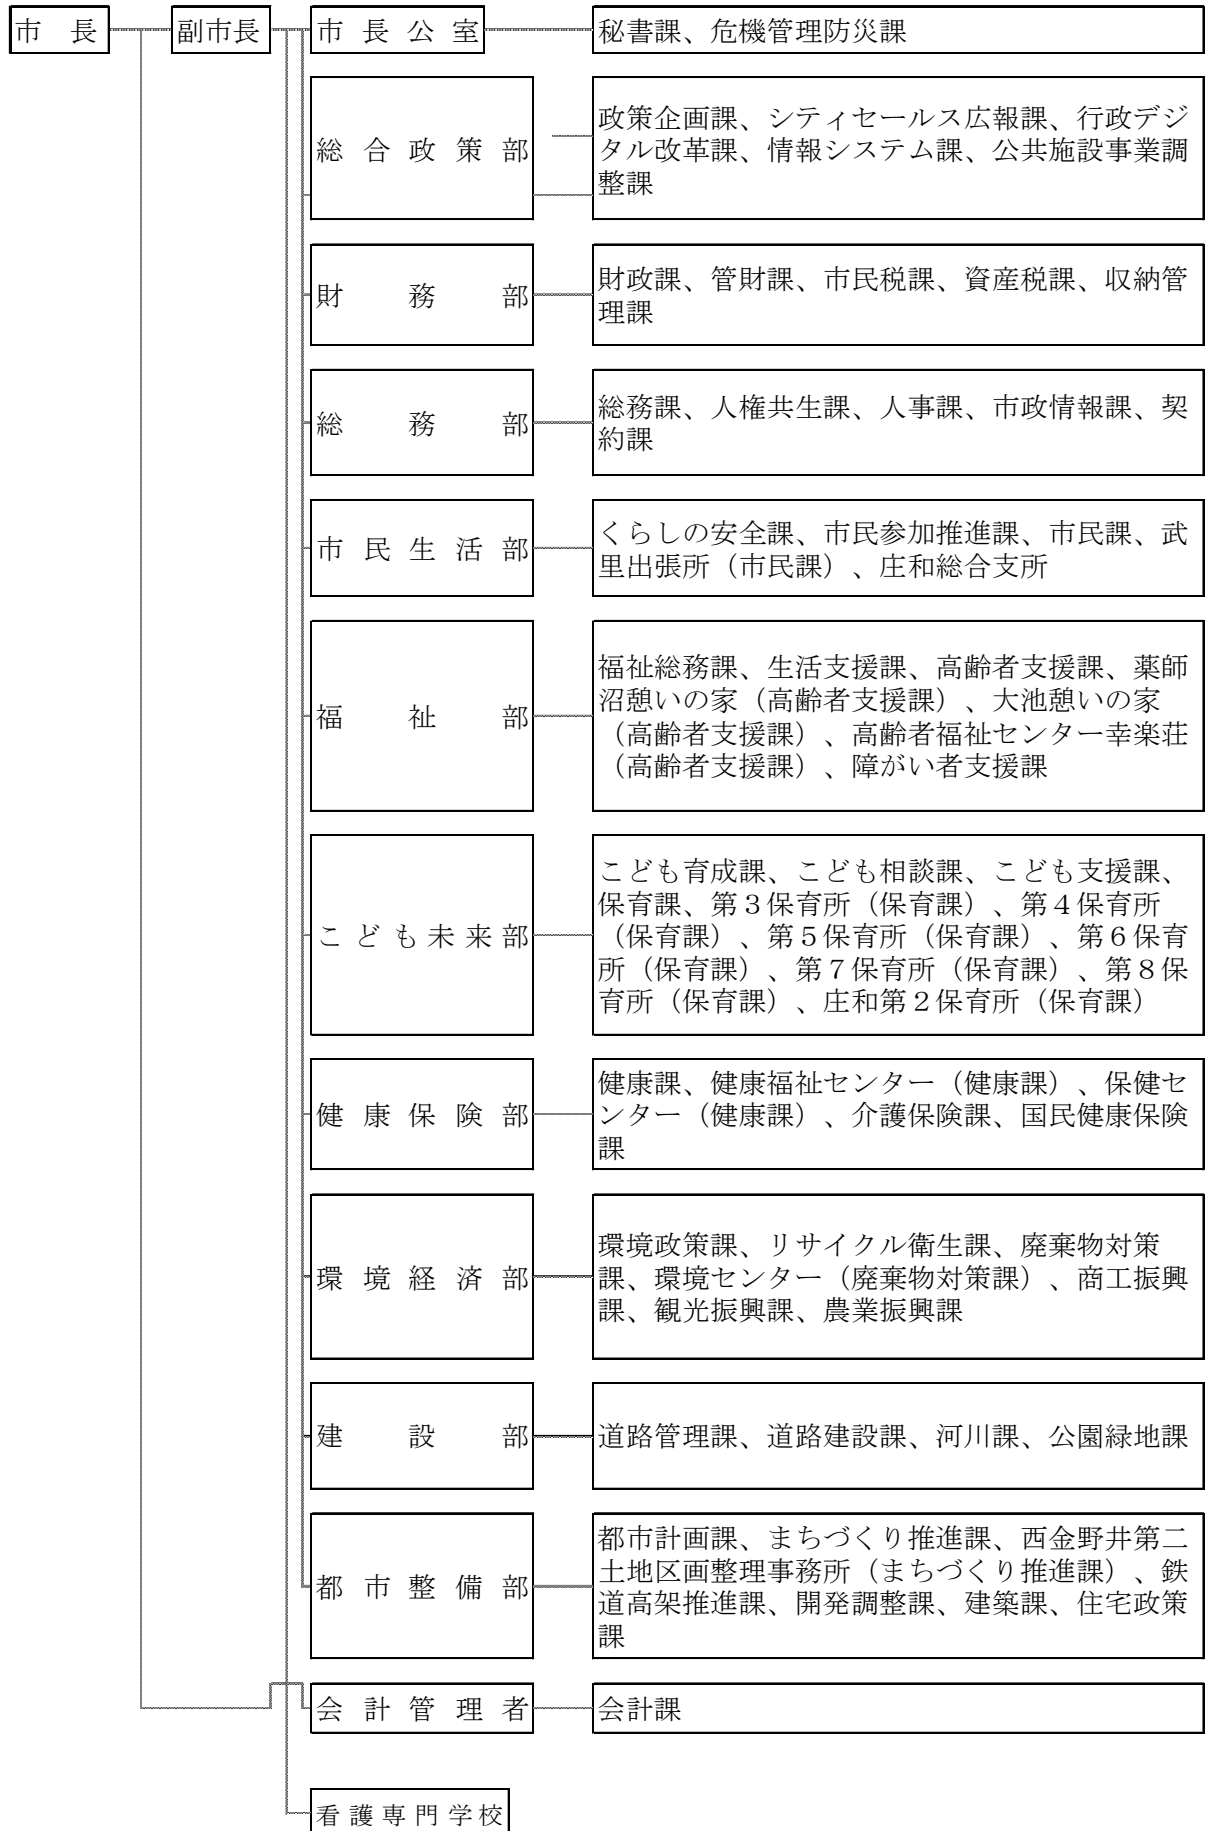 市長 副市長 市長公室 秘書課、危機管理防災課
総合政策部
政策企画課、シティセールス広報課、行政デジ
タル改革課、情報システム課、公共施設事業調
整課
財務部
財政課、管財課、市民税課、資産税課、収納管
理課
総務部
総務課、人権共生課、人事課、市政情報課、契
約課
市民生活部
くらしの安全課、市民参加推進課、市民課、武
里出張所（市民課）、庄和総合支所
福祉部
福祉総務課、生活支援課、高齢者支援課、薬師
沼憩いの家（高齢者支援課）、大池憩いの家
（高齢者支援課）、高齢者福祉センター幸楽荘
（高齢者支援課）、障がい者支援課
こども未来部
こども育成課、こども相談課、こども支援課、
保育課、第３保育所（保育課）、第４保育所
（保育課）、第５保育所（保育課）、第６保育
所（保育課）、第７保育所（保育課）、第８保
育所（保育課）、庄和第２保育所（保育課）
健康保険部
健康課、健康福祉センター（健康課）、保健セ
ンター（健康課）、介護保険課、国民健康保険
課
環境経済部
環境政策課、リサイクル衛生課、廃棄物対策
課、環境センター（廃棄物対策課）、商工振興
課、観光振興課、農業振興課
建設部
道路管理課、道路建設課、河川課、公園緑地課
都市整備部
都市計画課、まちづくり推進課、西金野井第二
土地区画整理事務所（まちづくり推進課）、鉄
道高架推進課、開発調整課、建築課、住宅政策
課
会計管理者 会計課
看護専門学校